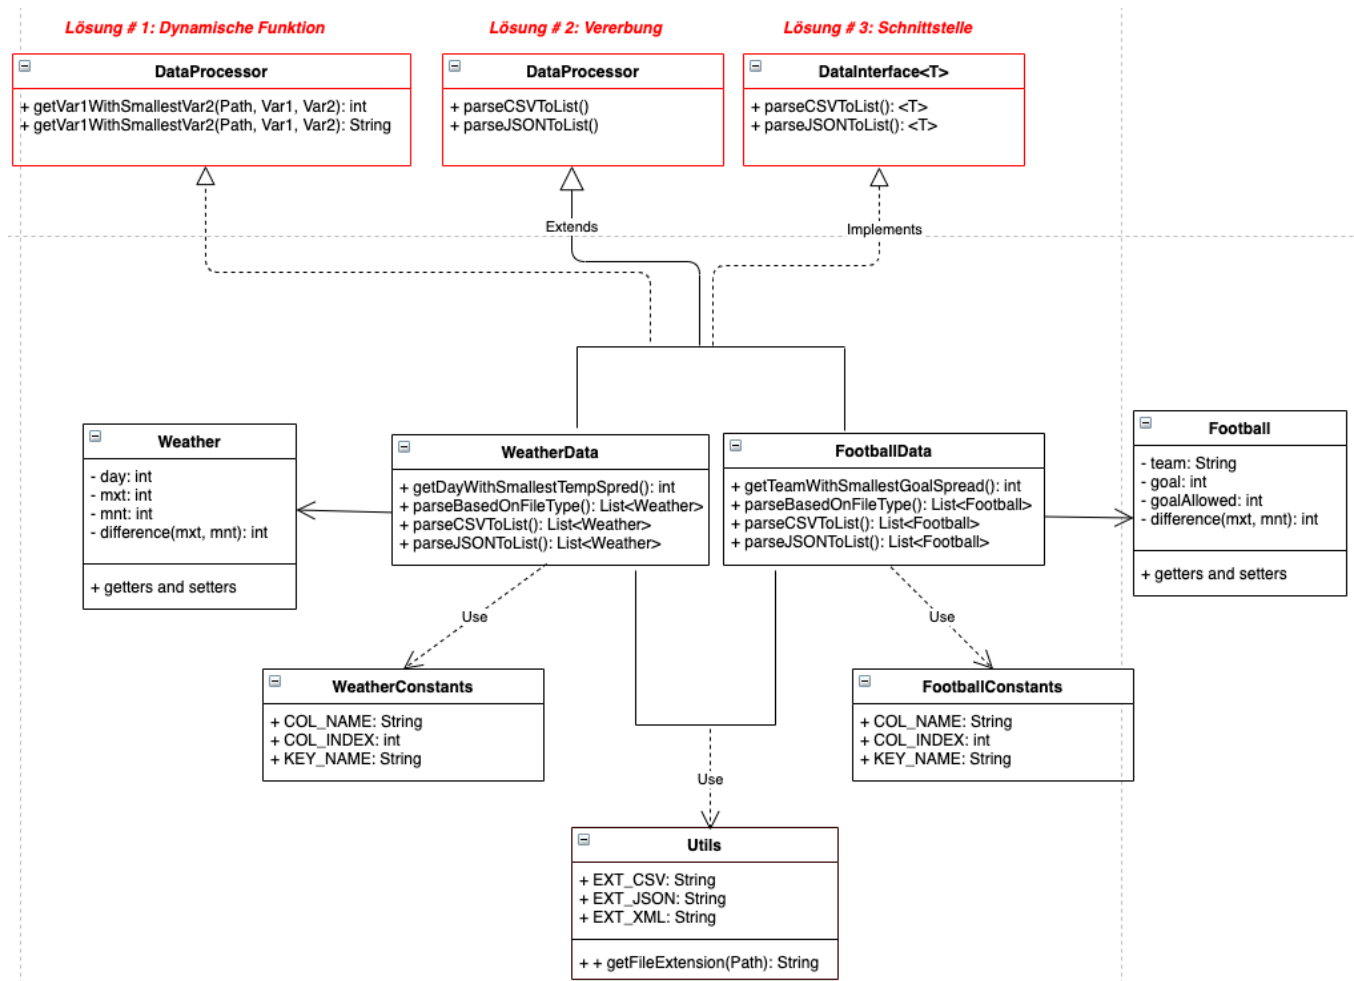 Lösung # 1: Dynamische Funktion
DataProcessor
+ getVar1WithSmallestVar2(Path, Var1, Var2): int
+ getVar1WithSmallestVar2(Path, Var1, Var2): String
Lösung # 2: Vererbung
DataProcessor
+ parseCSVToList()
+ parseJSONToList()
Lösung # 3: Schnittstelle
DataInterface<T>
+ parseCSVToList(): <T>
+ parseJSONToList(): <T>
Extends
Implements
Weather
- day: int
- mxt: int
- mnt: int
- difference(mxt, mnt): int
+ getters and setters
WeatherData
+ getDayWithSmallestTempSpred(): int
+ parseBasedOnFileType(): List<Weather>
+ parseCSVToList(): List<Weather>
+ parseJSONToList(): List<Weather>
FootballData
+ getTeamWithSmallestGoalSpread(): int
+ parseBasedOnFileType(): List<Football>
+ parseCSVToList(): List<Football>
+ parseJSONToList(): List<Football>
Football
- team: String
- goal: int
- goalAllowed: int
- difference(mxt, mnt): int
+ getters and setters
Use
Use
WeatherConstants
+ COL_NAME: String
+ COL_INDEX: int
+ KEY_NAME: String
FootballConstants
+ COL_NAME: String
+ COL_INDEX: int
+ KEY_NAME: String
Use
Utils
+ EXT_CSV: String
+ EXT_JSON: String
+ EXT_XML: String
+ + getFileExtension(Path): String